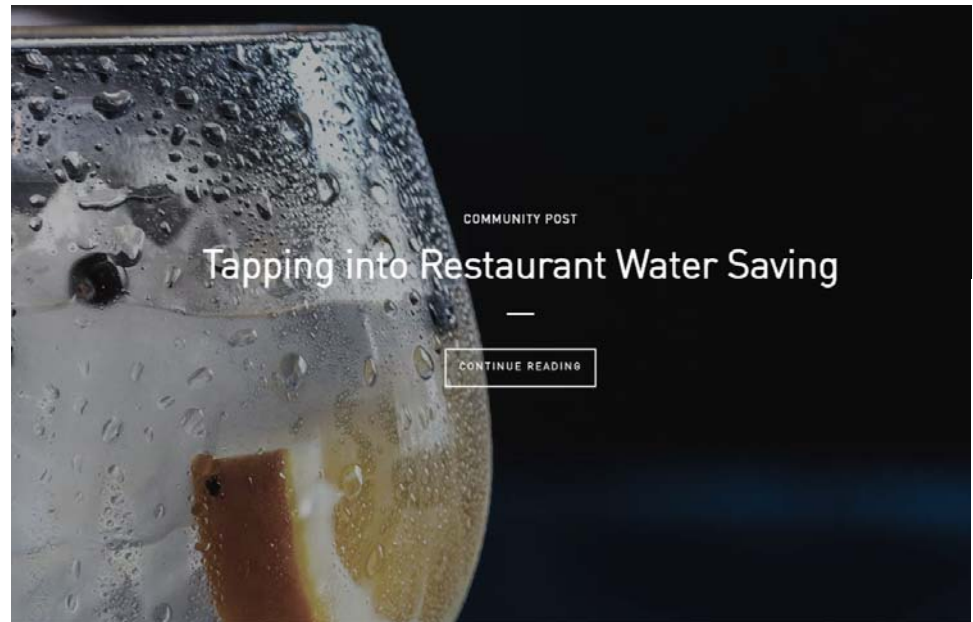 COMMUNITY POST
Tapping into Restaurant Water Saving
CONTINUE READING